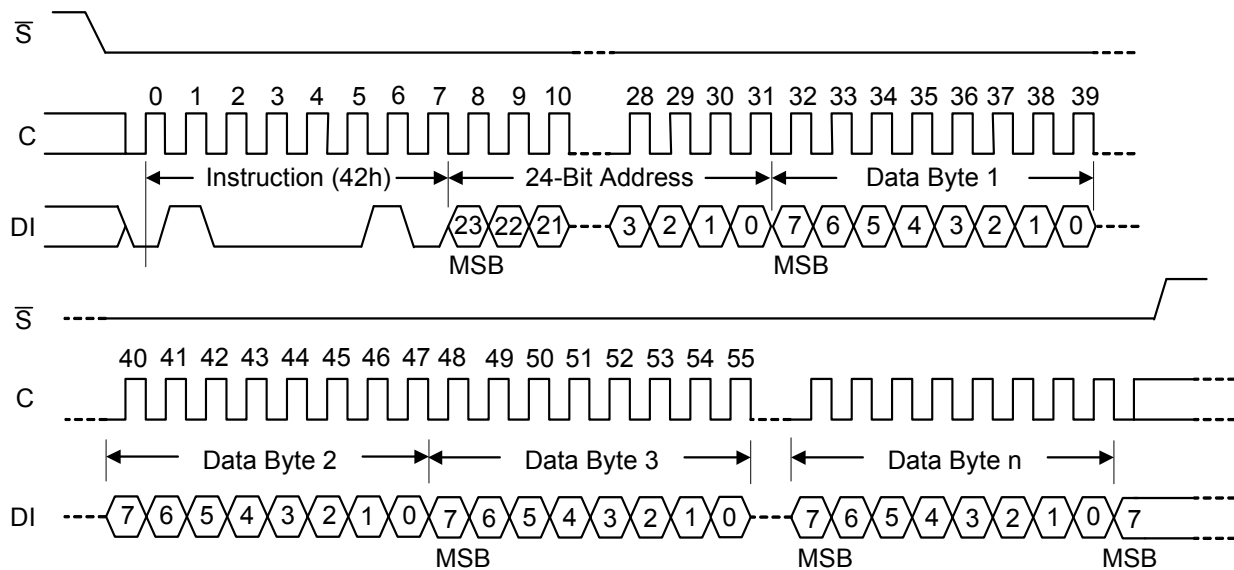 S̅
0 1 2 3 4 5 6 7 8 9 10 28 29 30 31 32 33 34 35 36 37 38 39
C
Instruction (42h) 24-Bit Address Data Byte 1
DI 23 22 21 3 2 1 0 7 6 5 4 3 2 1 0
MSB MSB
S̅
40 41 42 43 44 45 46 47 48 49 50 51 52 53 54 55
C
Data Byte 2 Data Byte 3 Data Byte n
DI 7 6 5 4 3 2 1 0 7 6 5 4 3 2 1 0 7 6 5 4 3 2 1 0 7
MSB MSB MSB